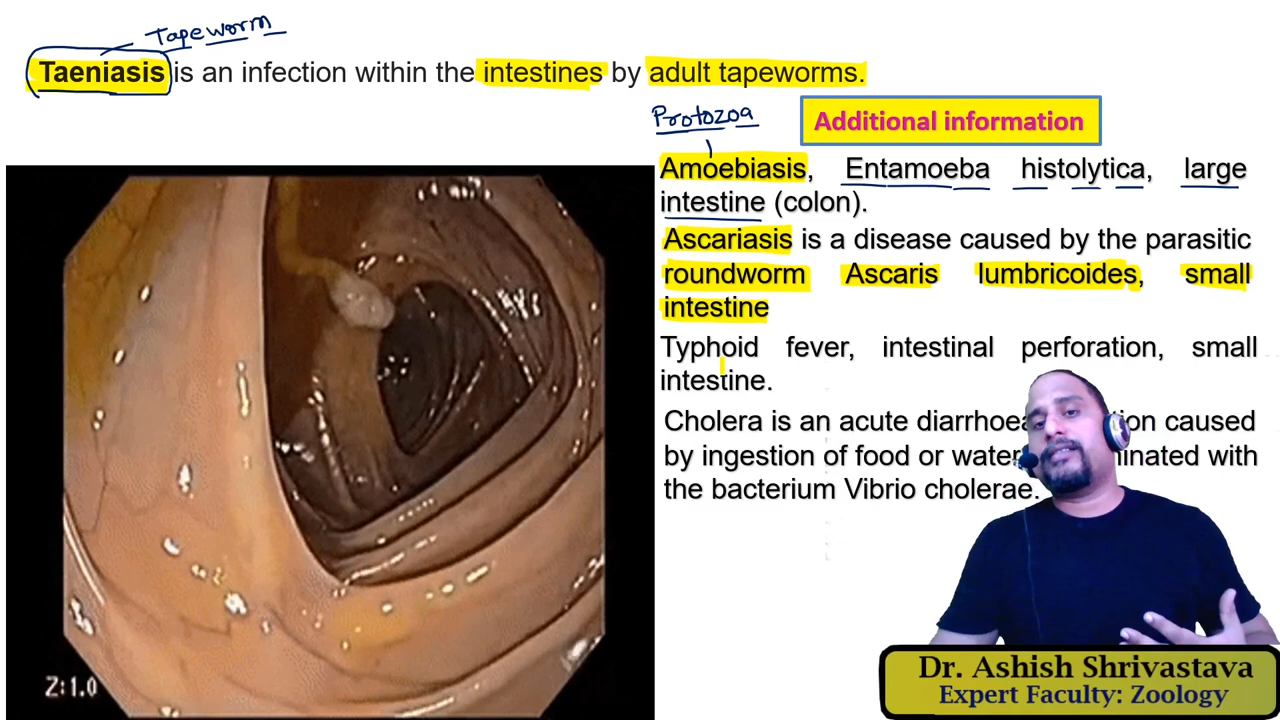 Tapeworm
Taeniasis is an infection within the intestines by adult tapeworms.
Protozoa
Additional information
Amoebiasis, Entamoeba histolytica, large
intestine (colon).
Ascariasis is a disease caused by the parasitic
roundworm Ascaris lumbricoides, small
intestine
Typhoid fever, intestinal perforation, small
intestine.
Cholera is an acute diarrhoea caused
by ingestion of food or water with
the bacterium Vibrio cholerae.
Z:1.0
Dr. Ashish Shrivastava
Expert Faculty: Zoology